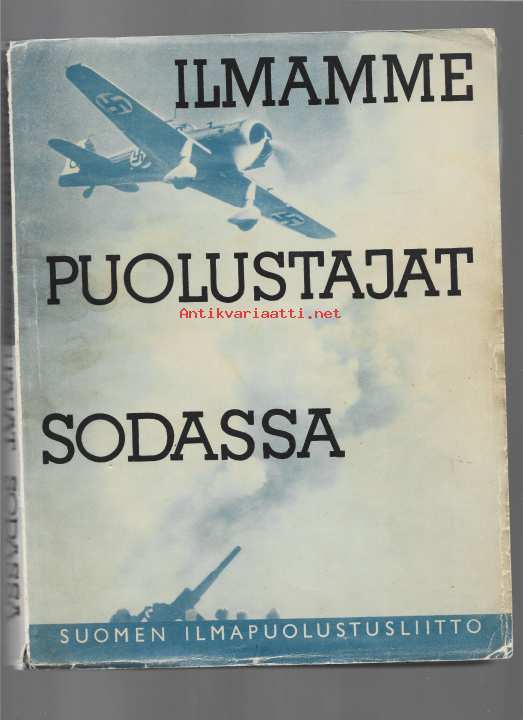 ILMAMME
PUOLUSTAJAT
Antikvariaatti.net
SODASSA
SUOMEN ILMAPUOLUSTUSLIITTO